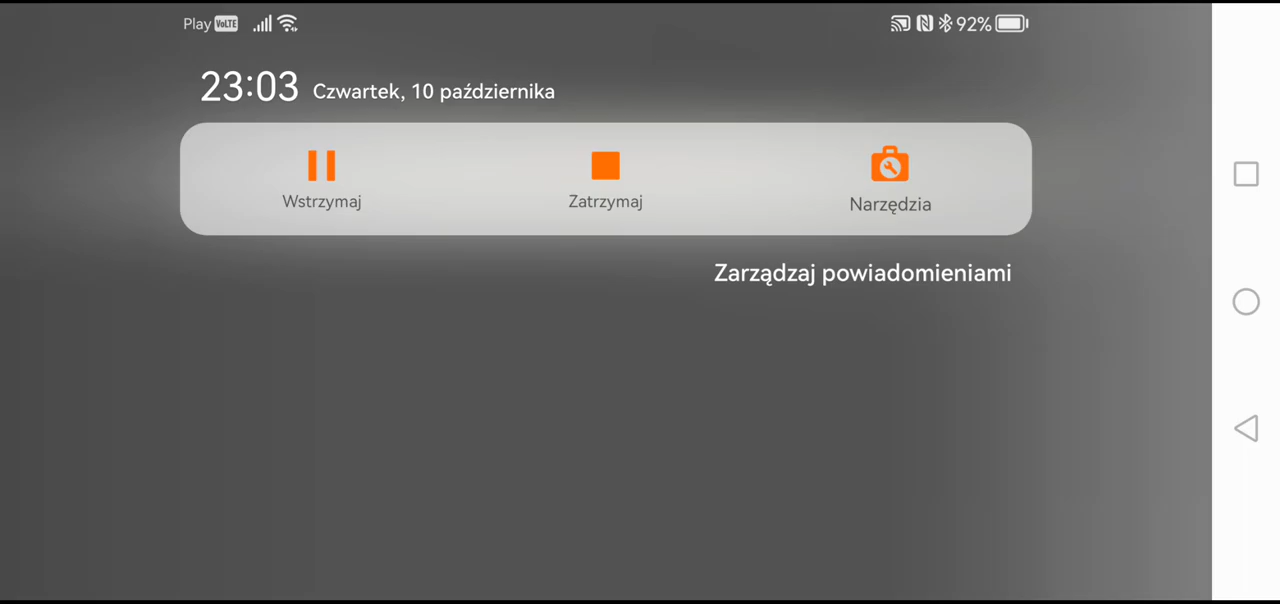 Play VoLTE 92%
23:03 Czwartek, 10 października
Wstrzymaj Zatrzymaj Narzędzia
Zarządzaj powiadomieniami